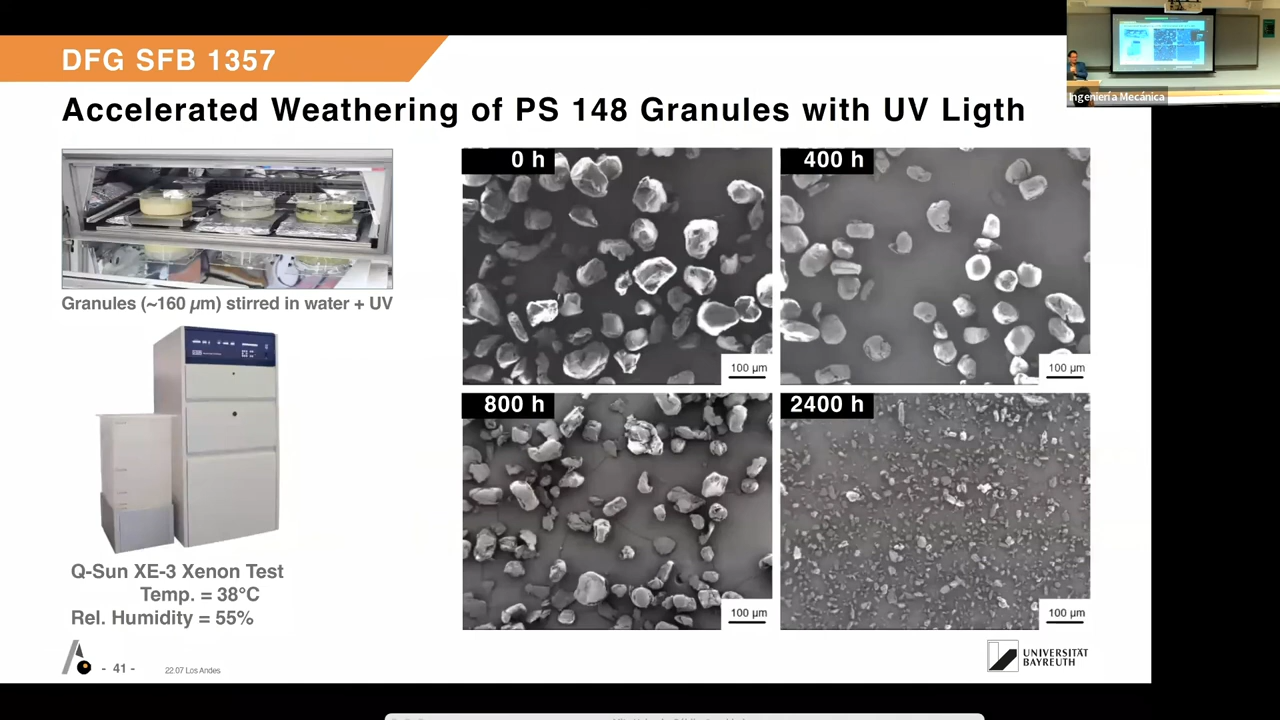 DFG SFB 1357
Accelerated Weathering of PS 148 Granules with UV Ligth
Ingeniería Mecánica
Granules (~160 µm) stirred in water + UV
Q-Sun XE-3 Xenon Test
Temp. = 38°C
Rel. Humidity = 55%
0 h
100 µm
400 h
100 µm
800 h
100 µm
2400 h
100 µm
- 41 -
22.07 Los Andes
UNIVERSITÄT
BAYREUTH